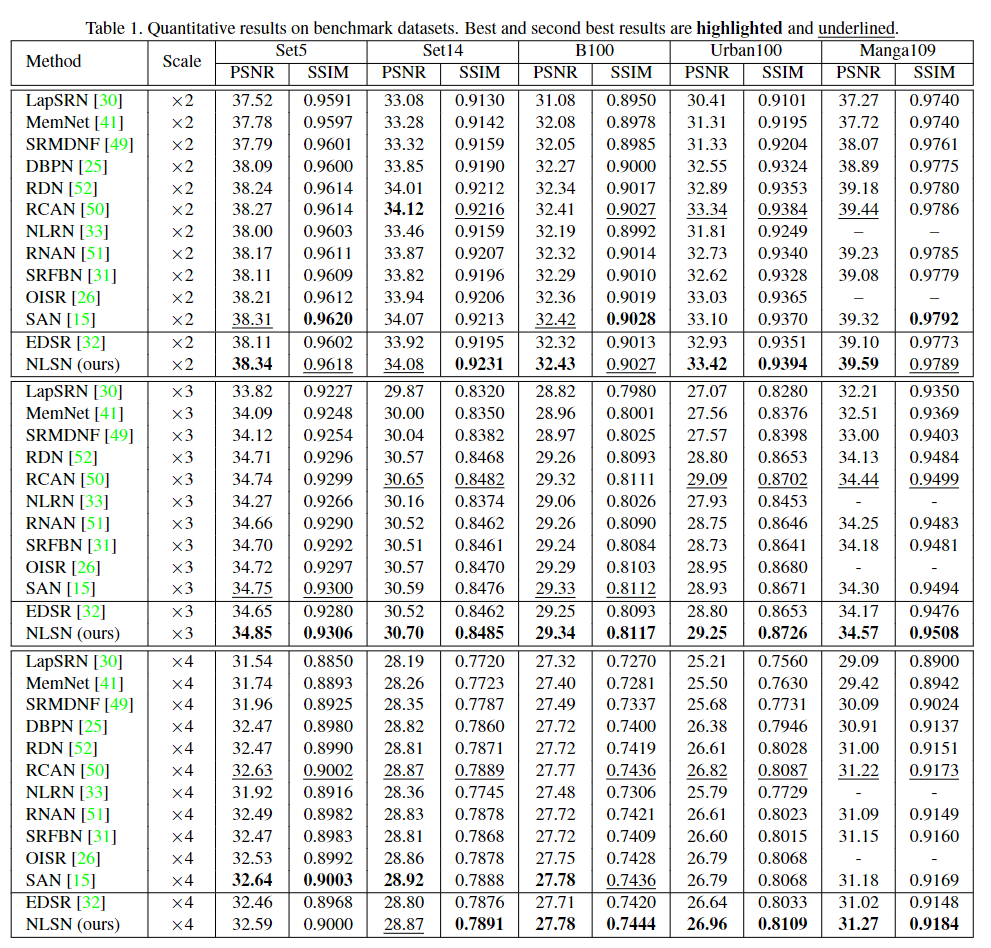 Table 1. Quantitative results on benchmark datasets. Best and second best results are highlighted and underlined.
Method Scale Set5 Set14 B100 Urban100 Manga109
PSNR SSIM PSNR SSIM PSNR SSIM PSNR SSIM PSNR SSIM
LapSRN [30] ×2 37.52 0.9591 33.08 0.9130 31.08 0.8950 30.41 0.9101 37.27 0.9740
MemNet [41] ×2 37.78 0.9597 33.28 0.9142 32.08 0.8978 31.31 0.9195 37.72 0.9740
SRMDNF [49] ×2 37.79 0.9601 33.32 0.9159 32.05 0.8985 31.33 0.9204 38.07 0.9761
DBPN [25] ×2 38.09 0.9600 33.85 0.9190 32.27 0.9000 32.55 0.9324 38.89 0.9775
RDN [52] ×2 38.24 0.9614 34.01 0.9212 32.34 0.9017 32.89 0.9353 39.18 0.9780
RCAN [50] ×2 38.27 0.9614 34.12 0.9216 32.41 0.9027 33.34 0.9384 39.44 0.9786
NLRN [33] ×2 38.00 0.9603 33.46 0.9159 32.19 0.8992 31.81 0.9249 – –
RNAN [51] ×2 38.17 0.9611 33.87 0.9207 32.32 0.9014 32.73 0.9340 39.23 0.9785
SRFBN [31] ×2 38.11 0.9609 33.82 0.9196 32.29 0.9010 32.62 0.9328 39.08 0.9779
OISR [26] ×2 38.21 0.9612 33.94 0.9206 32.36 0.9019 33.03 0.9365 – –
SAN [15] ×2 38.31 0.9620 34.07 0.9213 32.42 0.9028 33.10 0.9370 39.32 0.9792
EDSR [32] ×2 38.11 0.9602 33.92 0.9195 32.32 0.9013 32.93 0.9351 39.10 0.9773
NLSN (ours) ×2 38.34 0.9618 34.08 0.9231 32.43 0.9027 33.42 0.9394 39.59 0.9789
LapSRN [30] ×3 33.82 0.9227 29.87 0.8320 28.82 0.7980 27.07 0.8280 32.21 0.9350
MemNet [41] ×3 34.09 0.9248 30.00 0.8350 28.96 0.8001 27.56 0.8376 32.51 0.9369
SRMDNF [49] ×3 34.12 0.9254 30.04 0.8382 28.97 0.8025 27.57 0.8398 33.00 0.9403
RDN [52] ×3 34.71 0.9296 30.57 0.8468 29.26 0.8093 28.80 0.8653 34.13 0.9484
RCAN [50] ×3 34.74 0.9299 30.65 0.8482 29.32 0.8111 29.09 0.8702 34.44 0.9499
NLRN [33] ×3 34.27 0.9266 30.16 0.8374 29.06 0.8026 27.93 0.8453 - -
RNAN [51] ×3 34.66 0.9290 30.52 0.8462 29.26 0.8090 28.75 0.8646 34.25 0.9483
SRFBN [31] ×3 34.70 0.9292 30.51 0.8461 29.24 0.8084 28.73 0.8641 34.18 0.9481
OISR [26] ×3 34.72 0.9297 30.57 0.8470 29.29 0.8103 28.95 0.8680 - -
SAN [15] ×3 34.75 0.9300 30.59 0.8476 29.33 0.8112 28.93 0.8671 34.30 0.9494
EDSR [32] ×3 34.65 0.9280 30.52 0.8462 29.25 0.8093 28.80 0.8653 34.17 0.9476
NLSN (ours) ×3 34.85 0.9306 30.70 0.8485 29.34 0.8117 29.25 0.8726 34.57 0.9508
LapSRN [30] ×4 31.54 0.8850 28.19 0.7720 27.32 0.7270 25.21 0.7560 29.09 0.8900
MemNet [41] ×4 31.74 0.8893 28.26 0.7723 27.40 0.7281 25.50 0.7630 29.42 0.8942
SRMDNF [49] ×4 31.96 0.8925 28.35 0.7787 27.49 0.7337 25.68 0.7731 30.09 0.9024
DBPN [25] ×4 32.47 0.8980 28.82 0.7860 27.72 0.7400 26.38 0.7946 30.91 0.9137
RDN [52] ×4 32.47 0.8990 28.81 0.7871 27.72 0.7419 26.61 0.8028 31.00 0.9151
RCAN [50] ×4 32.63 0.9002 28.87 0.7889 27.77 0.7436 26.82 0.8087 31.22 0.9173
NLRN [33] ×4 31.92 0.8916 28.36 0.7745 27.48 0.7306 25.79 0.7729 - -
RNAN [51] ×4 32.49 0.8982 28.83 0.7878 27.72 0.7421 26.61 0.8023 31.09 0.9149
SRFBN [31] ×4 32.47 0.8983 28.81 0.7868 27.72 0.7409 26.60 0.8015 31.15 0.9160
OISR [26] ×4 32.53 0.8992 28.86 0.7878 27.75 0.7428 26.79 0.8068 - -
SAN [15] ×4 32.64 0.9003 28.92 0.7888 27.78 0.7436 26.79 0.8068 31.18 0.9169
EDSR [32] ×4 32.46 0.8968 28.80 0.7876 27.71 0.7420 26.64 0.8033 31.02 0.9148
NLSN (ours) ×4 32.59 0.9000 28.87 0.7891 27.78 0.7444 26.96 0.8109 31.27 0.9184